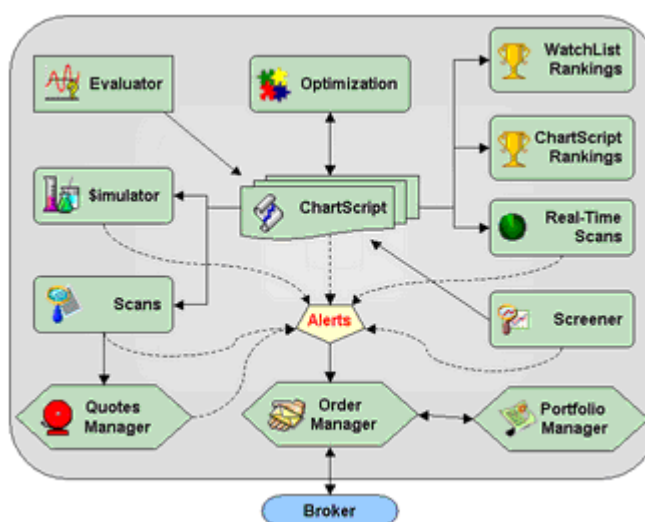 WatchList
Rankings
Evaluator
Optimization
ChartScript
Rankings
$imulator
ChartScript
Real-Time
Scans
Scans
Alerts
Screener
Quotes
Manager
Order
Manager
Portfolio
Manager
Broker